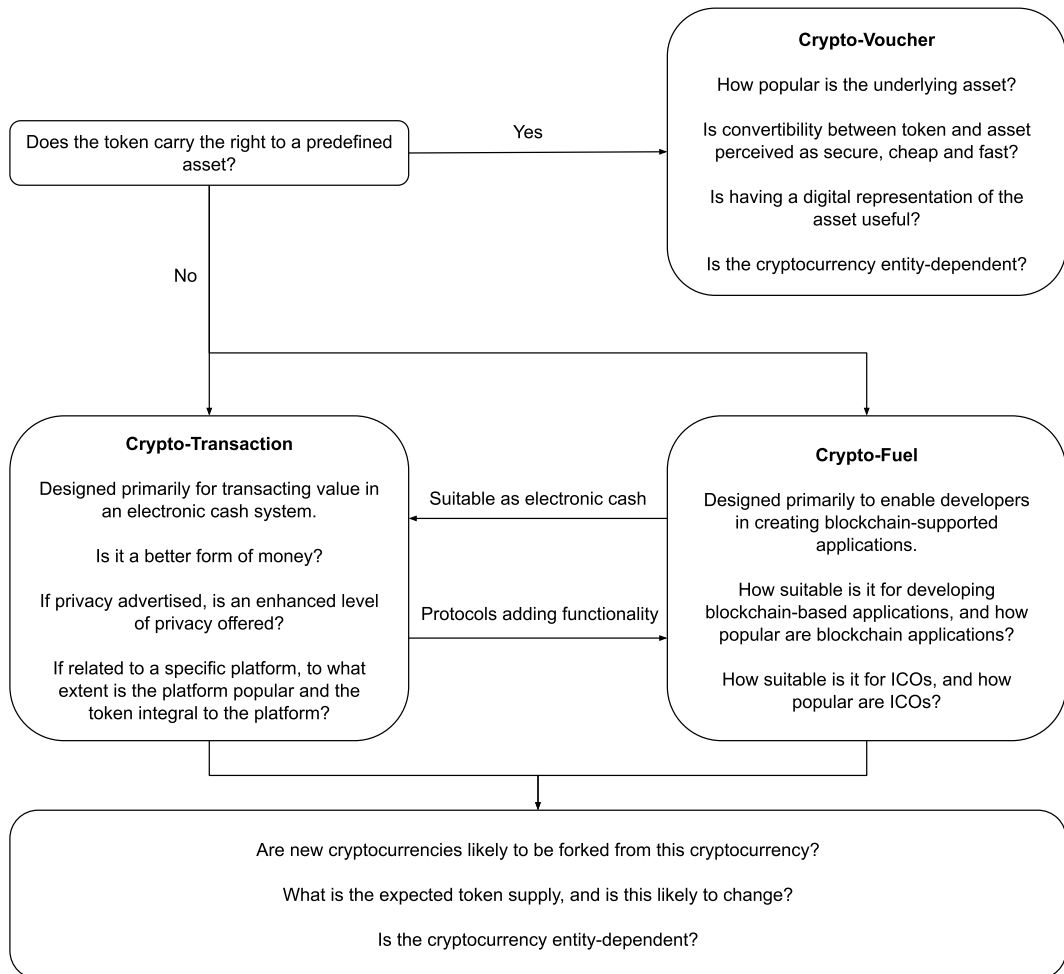 Crypto-Voucher
How popular is the underlying asset?
Is convertibility between token and asset
perceived as secure, cheap and fast?
Is having a digital representation of the
asset useful?
Is the cryptocurrency entity-dependent?
Does the token carry the right to a predefined
asset?
Yes
No
Crypto-Transaction
Designed primarily for transacting value in
an electronic cash system.
Is it a better form of money?
If privacy advertised, is an enhanced level
of privacy offered?
If related to a specific platform, to what
extent is the platform popular and the
token integral to the platform?
Suitable as electronic cash
Protocols adding functionality
Crypto-Fuel
Designed primarily to enable developers
in creating blockchain-supported
applications.
How suitable is it for developing
blockchain-based applications, and how
popular are blockchain applications?
How suitable is it for ICOs, and how
popular are ICOs?
Are new cryptocurrencies likely to be forked from this cryptocurrency?
What is the expected token supply, and is this likely to change?
Is the cryptocurrency entity-dependent?